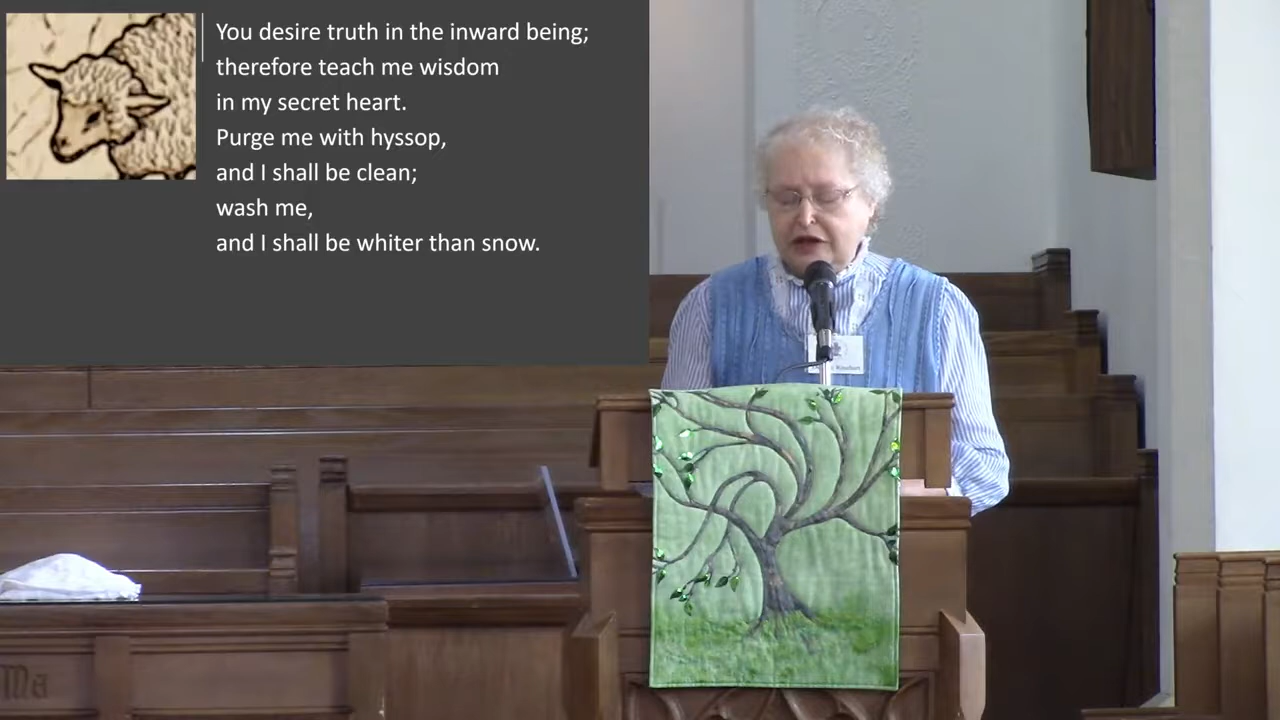 You desire truth in the inward being;
therefore teach me wisdom
in my secret heart.
Purge me with hyssop,
and I shall be clean;
wash me,
and I shall be whiter than snow.